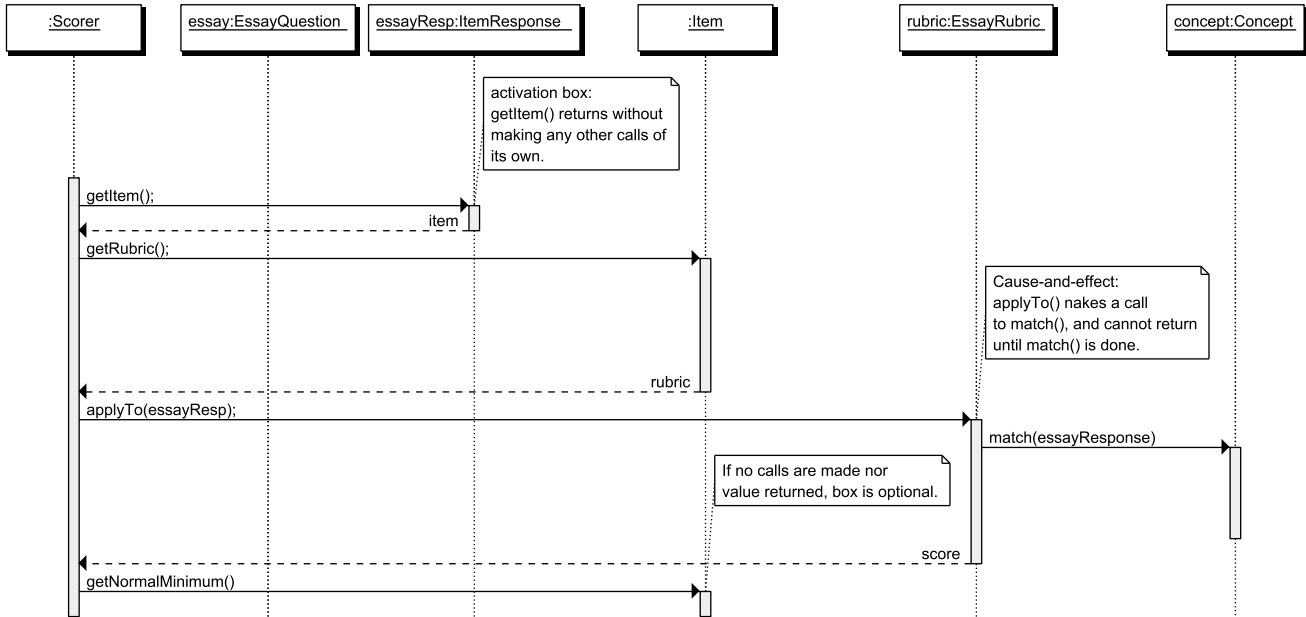 :Scorer
essay:EssayQuestion
essayResp:ItemResponse
:Item
rubric:EssayRubric
concept:Concept
activation box:
getItem() returns without
making any other calls of
its own.
getItem();
item
getRubric();
Cause-and-effect:
applyTo() nakes a call
to match(), and cannot return
until match() is done.
rubric
applyTo(essayResp);
match(essayResponse)
If no calls are made nor
value returned, box is optional.
score
getNormalMinimum()